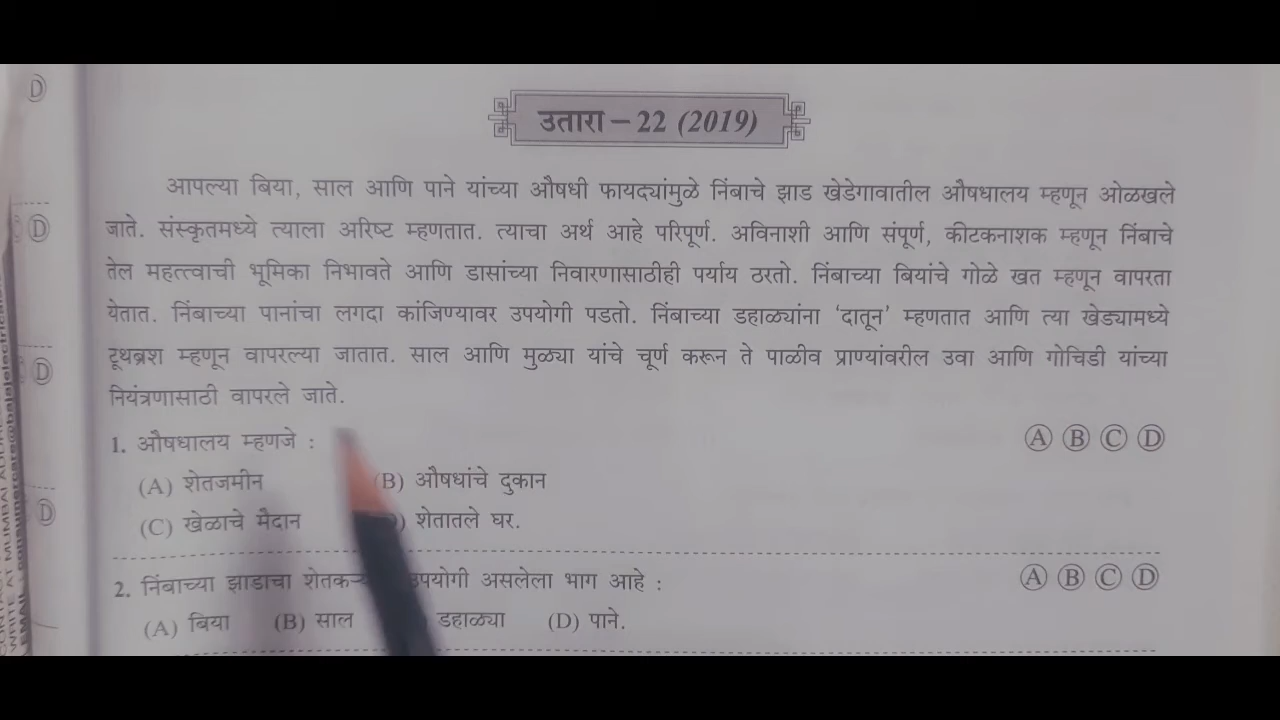 उतारा – 22 (2019)
आपल्या बिया, साल आणि पाने यांच्या औषधी फायद्यांमुळे निंबाचे झाड खेडेगावातील औषधालय म्हणून ओळखले
जाते. संस्कृतमध्ये त्याला अरिष्ट म्हणतात. त्याचा अर्थ आहे परिपूर्ण. अविनाशी आणि संपूर्ण, कीटकनाशक म्हणून निंबाचे
तेल महत्त्वाची भूमिका निभावते आणि डासांच्या निवारणासाठीही पर्याय ठरतो. निंबाच्या बियांचे गोळे खत म्हणून वापरता
येतात. निंबाच्या पानांचा लगदा कांजिण्यावर उपयोगी पडतो. निंबाच्या डहाळ्यांना ‘दातून’ म्हणतात आणि त्या खेड्यामध्ये
टूथब्रश म्हणून वापरल्या जातात. साल आणि मुळ्या यांचे चूर्ण करून ते पाळीव प्राण्यांवरील उवा आणि गोचिडी यांच्या
नियंत्रणासाठी वापरले जाते.
1. औषधालय म्हणजे : Ⓐ Ⓑ Ⓒ Ⓓ
(A) शेतजमीन (B) औषधांचे दुकान
(C) खेळाचे मैदान शेतातले घर.
2. निंबाच्या झाडाचा उपयोगी असलेला भाग आहे : Ⓐ Ⓑ Ⓒ Ⓓ
(A) बिया (B) साल डहाळ्या (D) पाने.
Ⓓ
Ⓓ
Ⓓ
Ⓓ